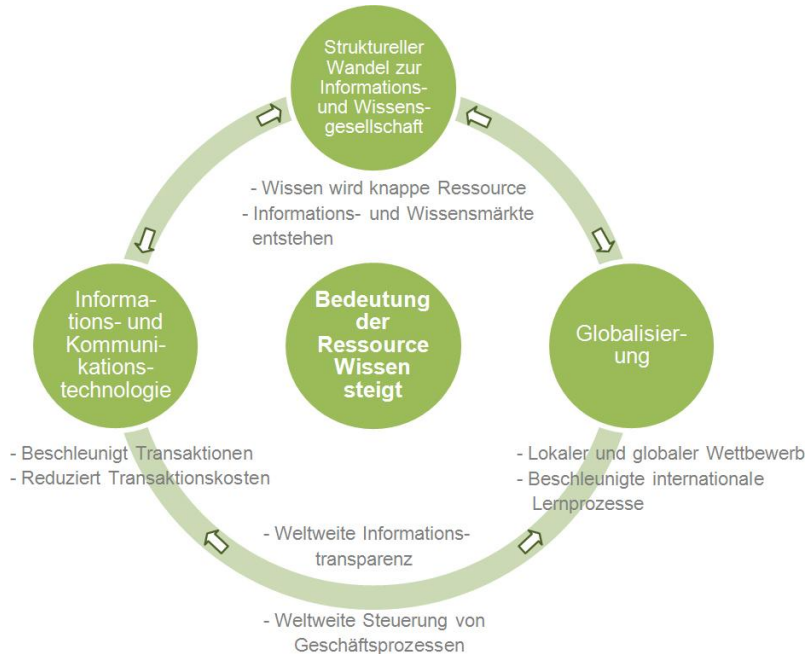 Struktureller
Wandel zur
Informations-
und Wissens-
gesellschaft
- Wissen wird knappe Ressource
- Informations- und Wissensmärkte
entstehen
Informa-
tions- und
Kommuni-
kations-
technologie
Bedeutung
der
Ressource
Wissen
steigt
Globalisier-
ung
- Beschleunigt Transaktionen
- Reduziert Transaktionskosten
- Lokaler und globaler Wettbewerb
- Beschleunigte internationale
Lernprozesse
- Weltweite Informations-
transparenz
- Weltweite Steuerung von
Geschäftsprozessen